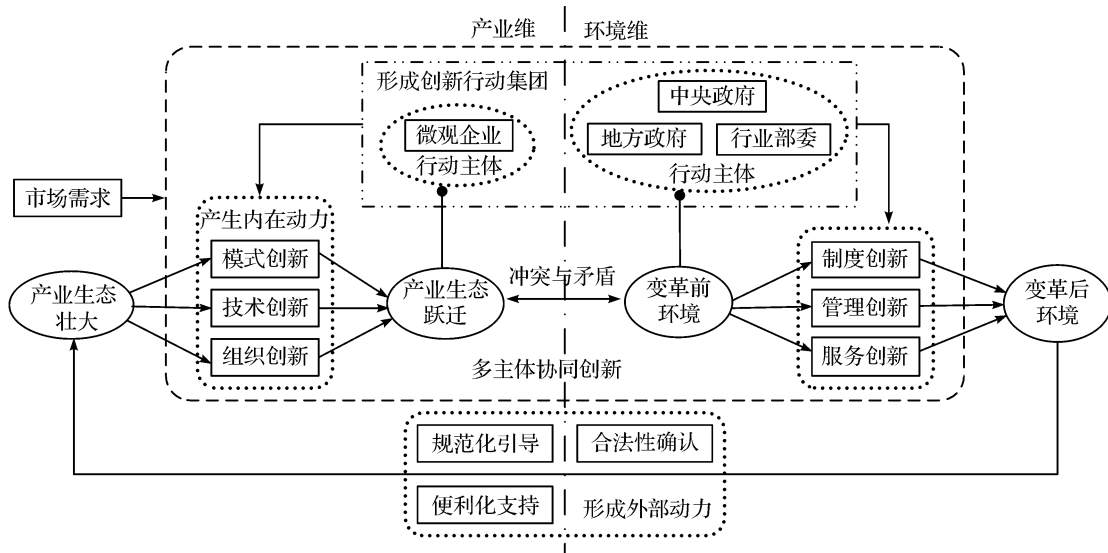 产业维
环境维
形成创新行动集团
中央政府
微观企业
地方政府
行业部委
行动主体
行动主体
市场需求
产生内在动力
模式创新
技术创新
组织创新
产业生态
壮大
产业生态
跃迁
冲突与矛盾
变革前
环境
制度创新
管理创新
服务创新
变革后
环境
多主体协同创新
规范化引导
合法性确认
便利化支持
形成外部动力